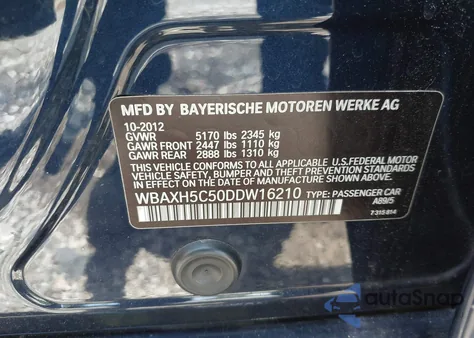 MFD BY BAYERISCHE MOTOREN WERKE AG
10-2012
GVWR 5170 lbs 2345 kg
GAWR FRONT 2447 lbs 1110 kg
GAWR REAR 2888 lbs 1310 kg
THIS VEHICLE CONFORMS TO ALL APPLICABLE U.S.FEDERAL MOTOR
VEHICLE SAFETY, BUMPER AND THEFT PREVENTION STANDARDS
IN EFFECT ON THE DATE OF MANUFACTURE SHOWN ABOVE.
WBAXH5C50DDW16210 TYPE: PASSENGER CAR
A89/5
7 315 814
autoSnap